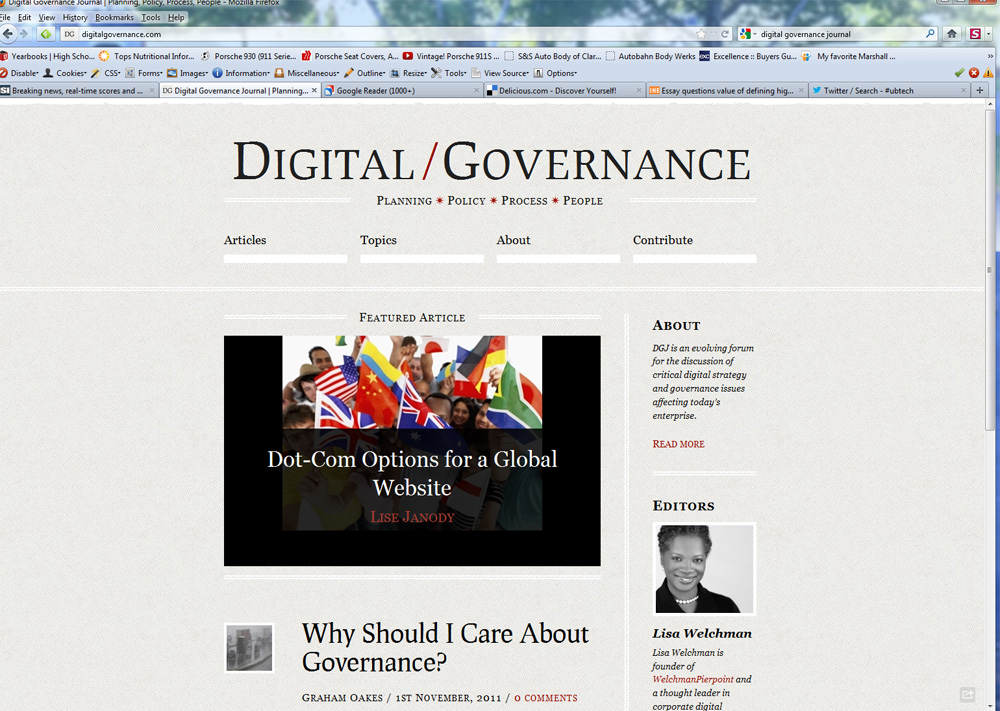 Digital Governance Journal | Planning, Policy, Process, People - Mozilla Firefox
File Edit View History Bookmarks Tools Help
DG digitalgovernance.com
digital governance journal
Yearbooks | High Scho...
Tops Nutritional Infor...
Porsche 930 (911 Serie...
Porsche Seat Covers, A...
Vintage! Porsche 911S ...
S&S Auto Body of Clar...
Autobahn Body Werks
Excellence :: Buyers Gu...
My favorite Marshall ...
Disable Cookies CSS Forms Images Information Miscellaneous Outline Resize Tools View Source Options
Breaking news, real-time scores and ...
DG Digital Governance Journal | Planning...
Google Reader (1000+)
Delicious.com - Discover Yourself!
Essay questions value of defining hig...
Twitter / Search - #ubtech
DIGITAL/GOVERNANCE
PLANNING ✷ POLICY ✷ PROCESS ✷ PEOPLE
Articles Topics About Contribute
FEATURED ARTICLE
Dot-Com Options for a Global
Website
LISE JANODY
Why Should I Care About
Governance?
GRAHAM OAKES / 1ST NOVEMBER, 2011 / 0 COMMENTS
ABOUT
DGJ is an evolving forum
for the discussion of
critical digital strategy
and governance issues
affecting today's
enterprise.
READ MORE
EDITORS
Lisa Welchman
Lisa Welchman is
founder of
WelchmanPierpoint and
a thought leader in
corporate digital